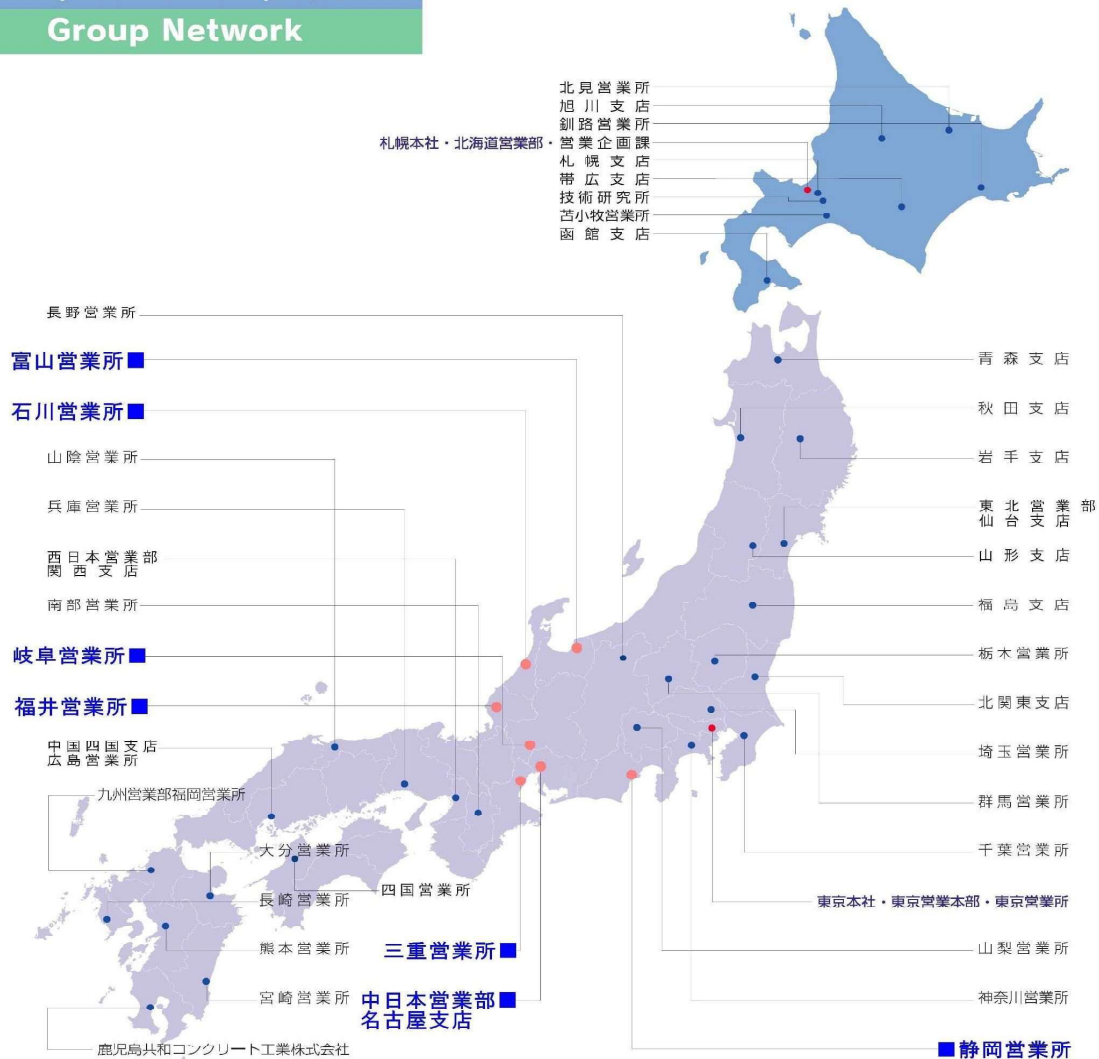 Group Network
北見営業所
旭川支店
釧路営業所
札幌本社・北海道営業部・営業企画課
札幌支店
帯広支店
技術研究所
苫小牧営業所
函館支店
長野営業所
富山営業所■
石川営業所■
山陰営業所
兵庫営業所
西日本営業部
関西支店
南部営業所
岐阜営業所■
福井営業所■
中国四国支店
広島営業所
九州営業部福岡営業所
大分営業所
四国営業所
長崎営業所
熊本営業所
三重営業所■
宮崎営業所
中日本営業部■
名古屋支店
鹿児島共和コンクリート工業株式会社
青森支店
秋田支店
岩手支店
東北営業部
仙台支店
山形支店
福島支店
栃木営業所
北関東支店
埼玉営業所
群馬営業所
千葉営業所
東京本社・東京営業本部・東京営業所
山梨営業所
神奈川営業所
■静岡営業所